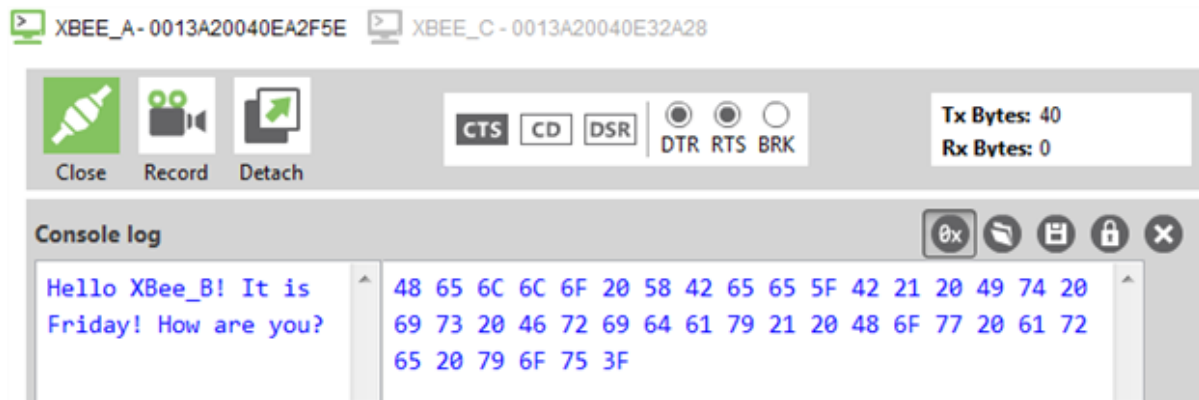 XBEE_A - 0013A20040EA2F5E XBEE_C - 0013A20040E32A28
Close Record Detach
CTS CD DSR DTR RTS BRK
Tx Bytes: 40
Rx Bytes: 0
Console log
0x
Hello XBee_B! It is
Friday! How are you?
48 65 6C 6C 6F 20 58 42 65 65 5F 42 21 20 49 74 20
69 73 20 46 72 69 64 61 79 21 20 48 6F 77 20 61 72
65 20 79 6F 75 3F